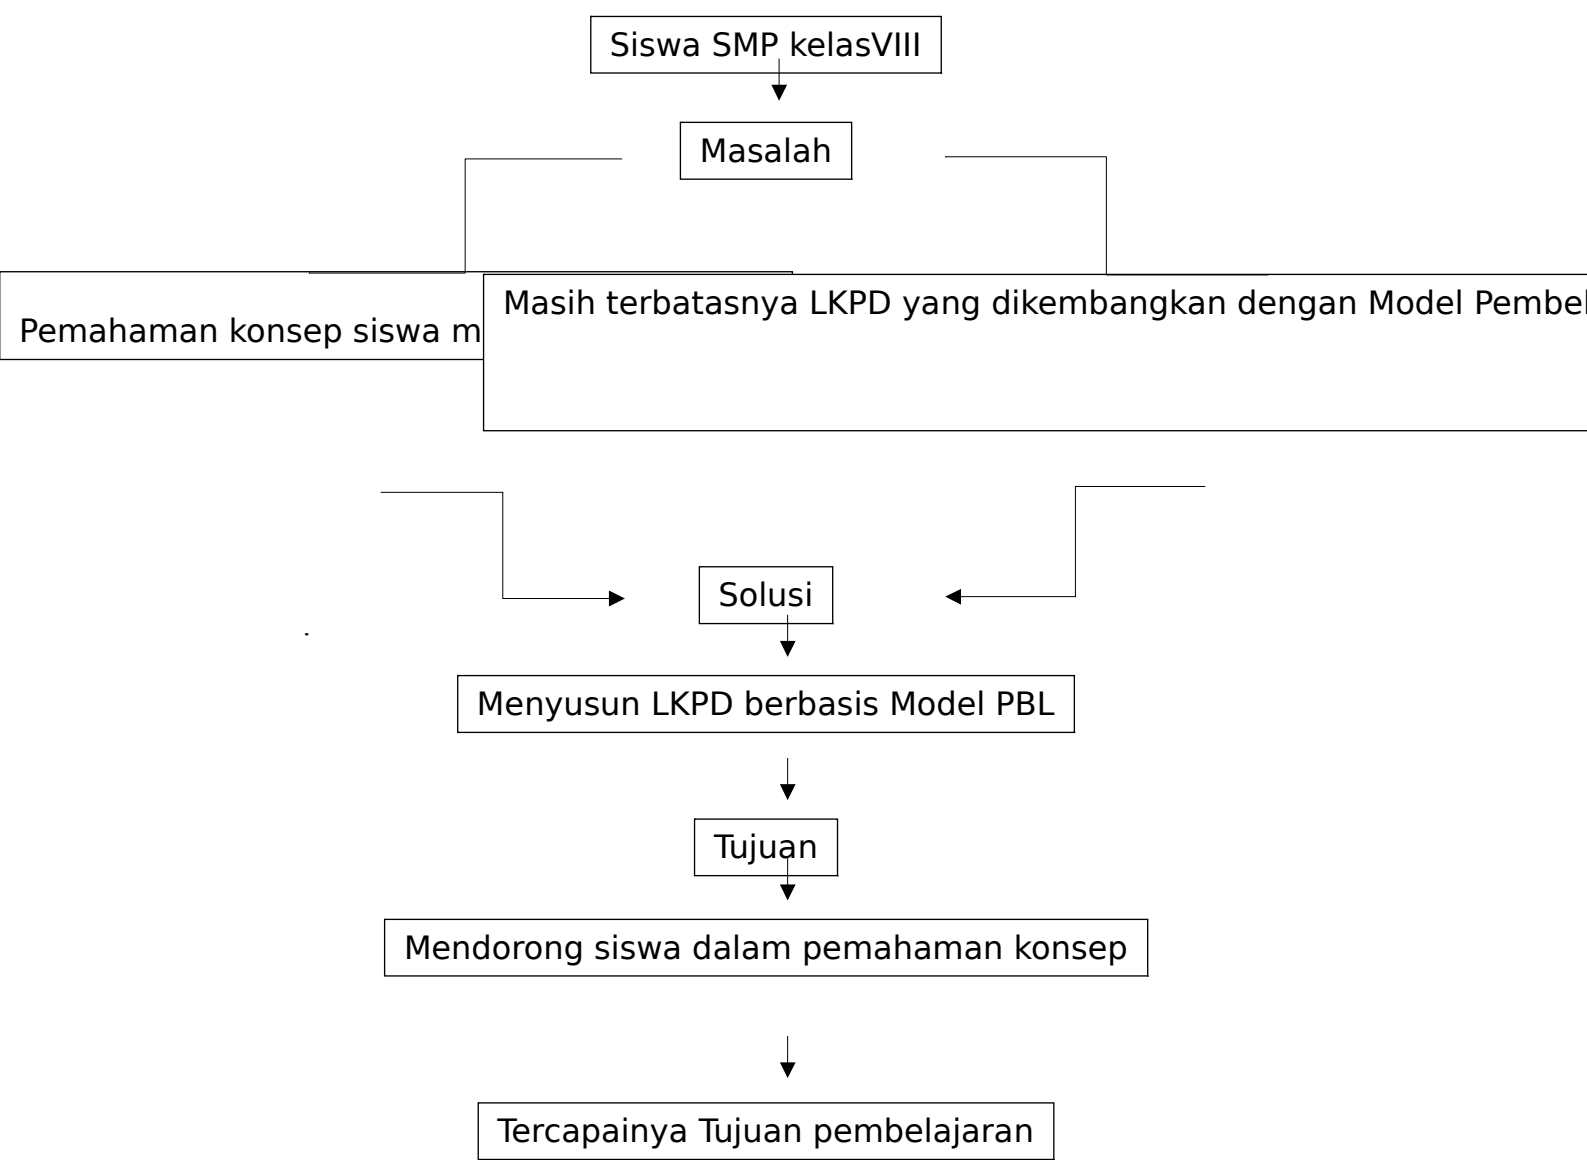 Siswa SMP kelasVIII
Masalah
Pemahaman konsep siswa
Masih terbatasnya LKPD yang dikembangkan dengan Model
Solusi
.
Menyusun LKPD berbasis Model PBL
Tujuan
Mendorong siswa dalam pemahaman konsep
Tercapainya Tujuan pembelajaran